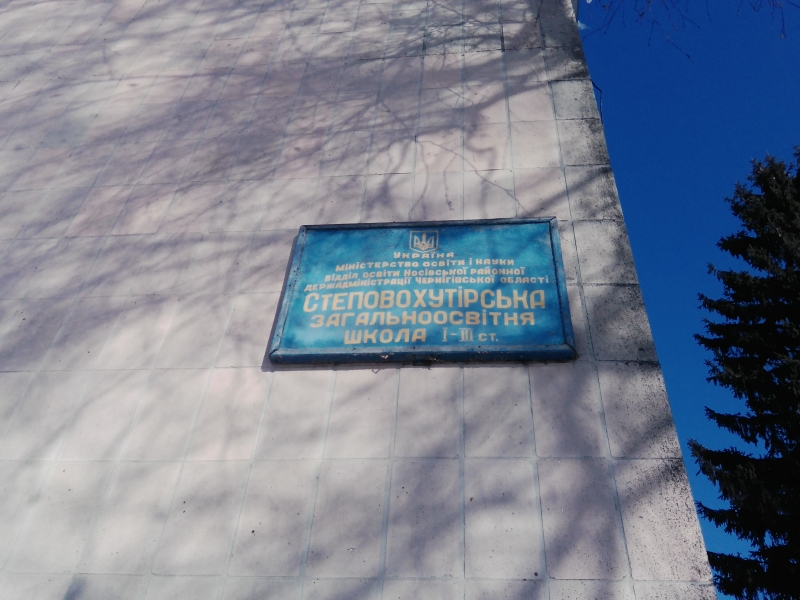 Україна
Міністерство освіти і науки
відділ освіти Носівської районної
держадміністрації Чернігівської області
Степовохутірська
загальноосвітня
школа І-ІІІ ст.